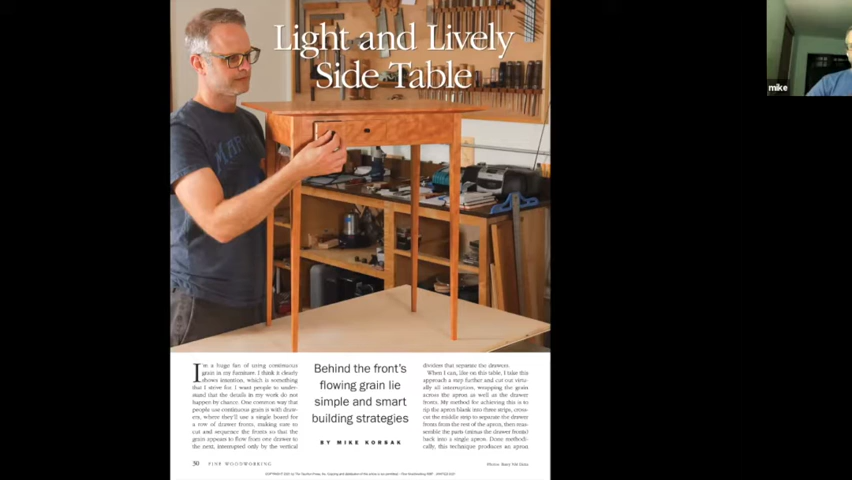 Light and Lively
Side Table
mike
I'm a huge fan of using continuous
grain in my furniture. I think it clearly
shows intention, which is something
that I strive for. I want people to under-
stand that the details in my work do not
happen by chance. One common way that
people use continuous grain is with draw-
ers, where they'll use a single board for
a row of drawer fronts, making sure to
cut and sequence the fronts so that the
grain appears to flow from one drawer to
the next, interrupted only by the vertical
Behind the front's
flowing grain lie
simple and smart
building strategies
BY MIKE KORSAK
dividers that separate the drawers.
When I can, like on this table, I take this
approach a step further and cut out virtu-
ally all interruption, wrapping the grain
across the apron as well as the drawer
fronts. My method for achieving this is to
rip the apron blank into three strips, cross-
cut the middle strip to separate the drawer
fronts from the rest of the apron, then reas-
semble the parts (minus the drawer fronts)
back into a single apron. Done method-
ically, this technique produces an apron
30 FINE WOODWORKING